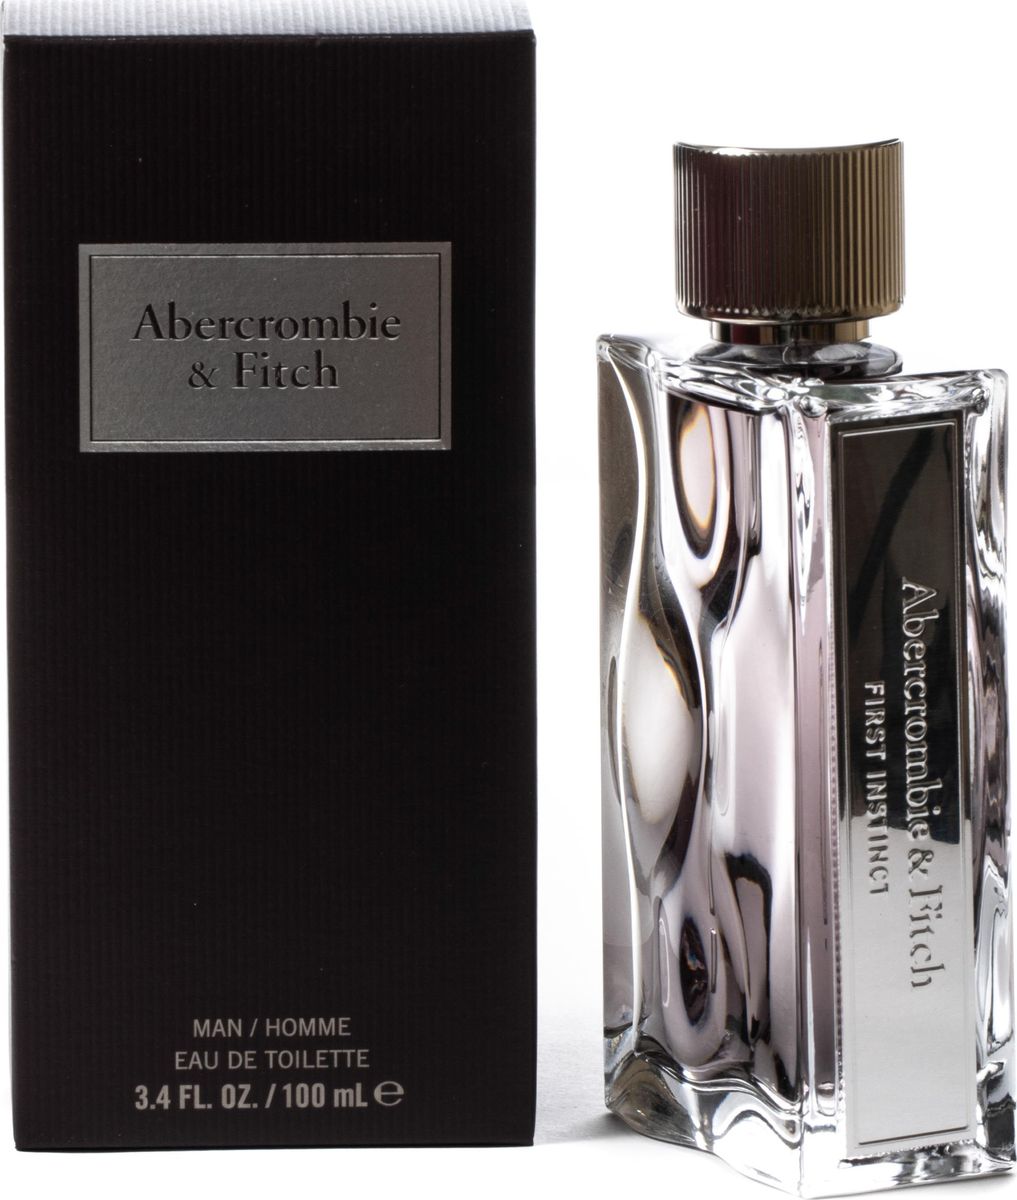 Abercrombie
& Fitch
MAN / HOMME
EAU DE TOILETTE
3.4 FL. OZ. / 100 mL ℮
Abercrombie & Fitch
FIRST INSTINCT